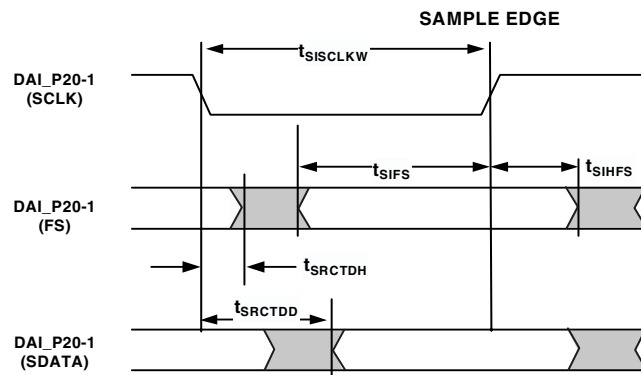 SAMPLE EDGE
tSISCLKW
DAI_P20-1
(SCLK)
tSIFS
tSIHFS
DAI_P20-1
(FS)
tSRCTDH
tSRCTDD
DAI_P20-1
(SDATA)